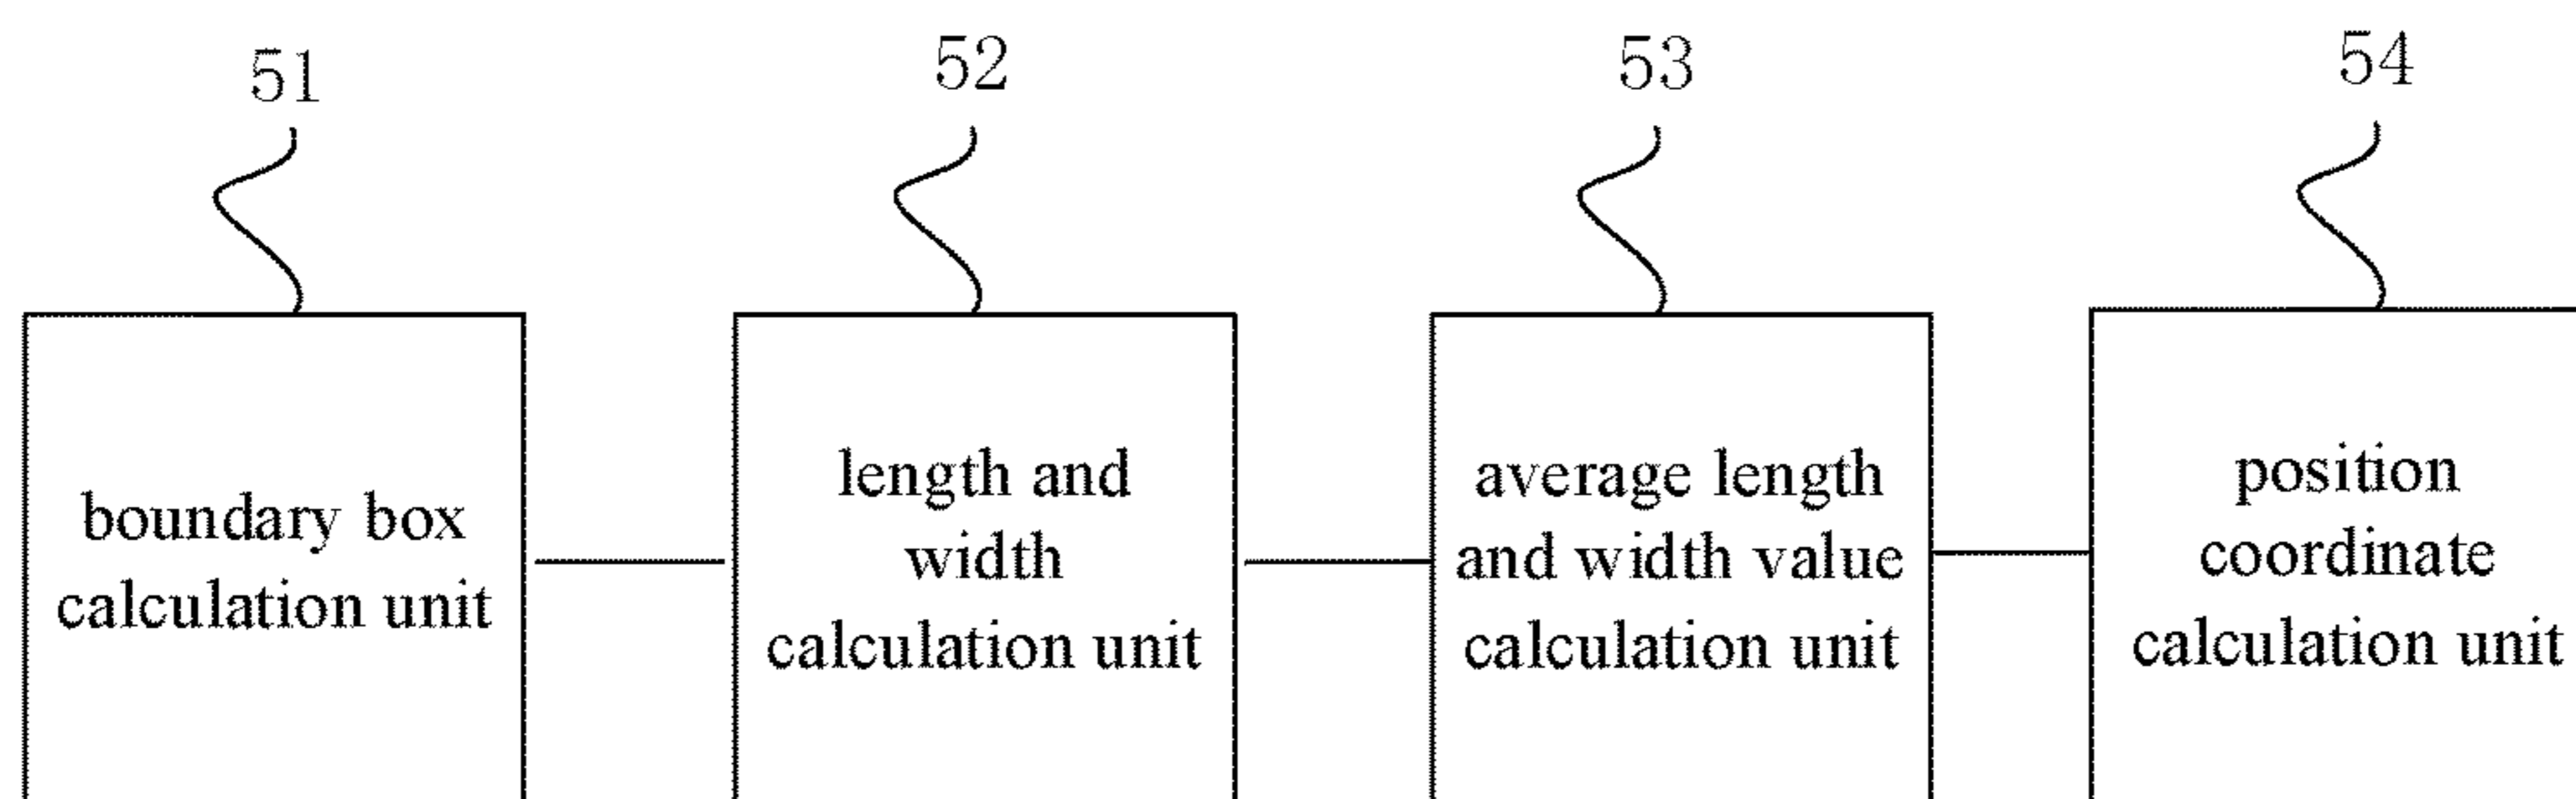 51
52
53
54
boundary box
calculation unit
length and
width
calculation unit
average length
and width value
calculation unit
position
coordinate
calculation unit